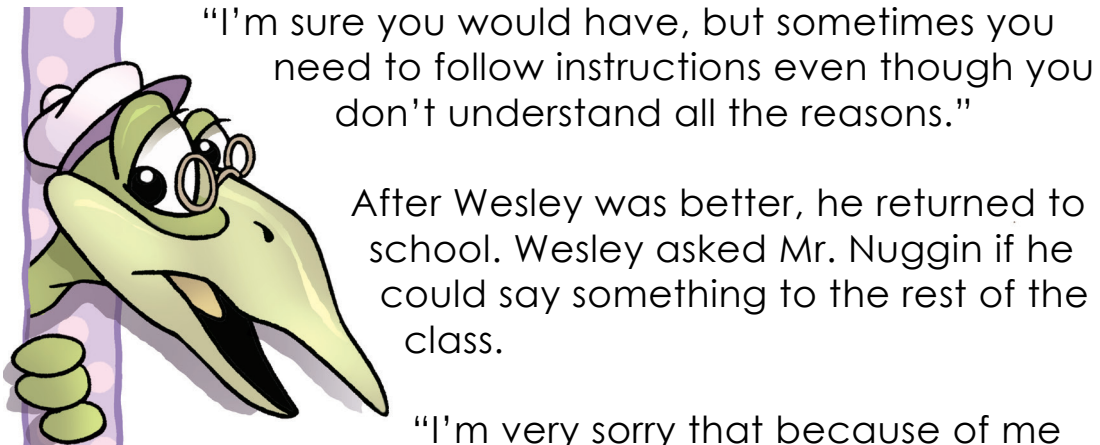 “I’m sure you would have, but sometimes you
need to follow instructions even though you
don’t understand all the reasons.”
After Wesley was better, he returned to
school. Wesley asked Mr. Nuggin if he
could say something to the rest of the
class.
“I’m very sorry that because of me